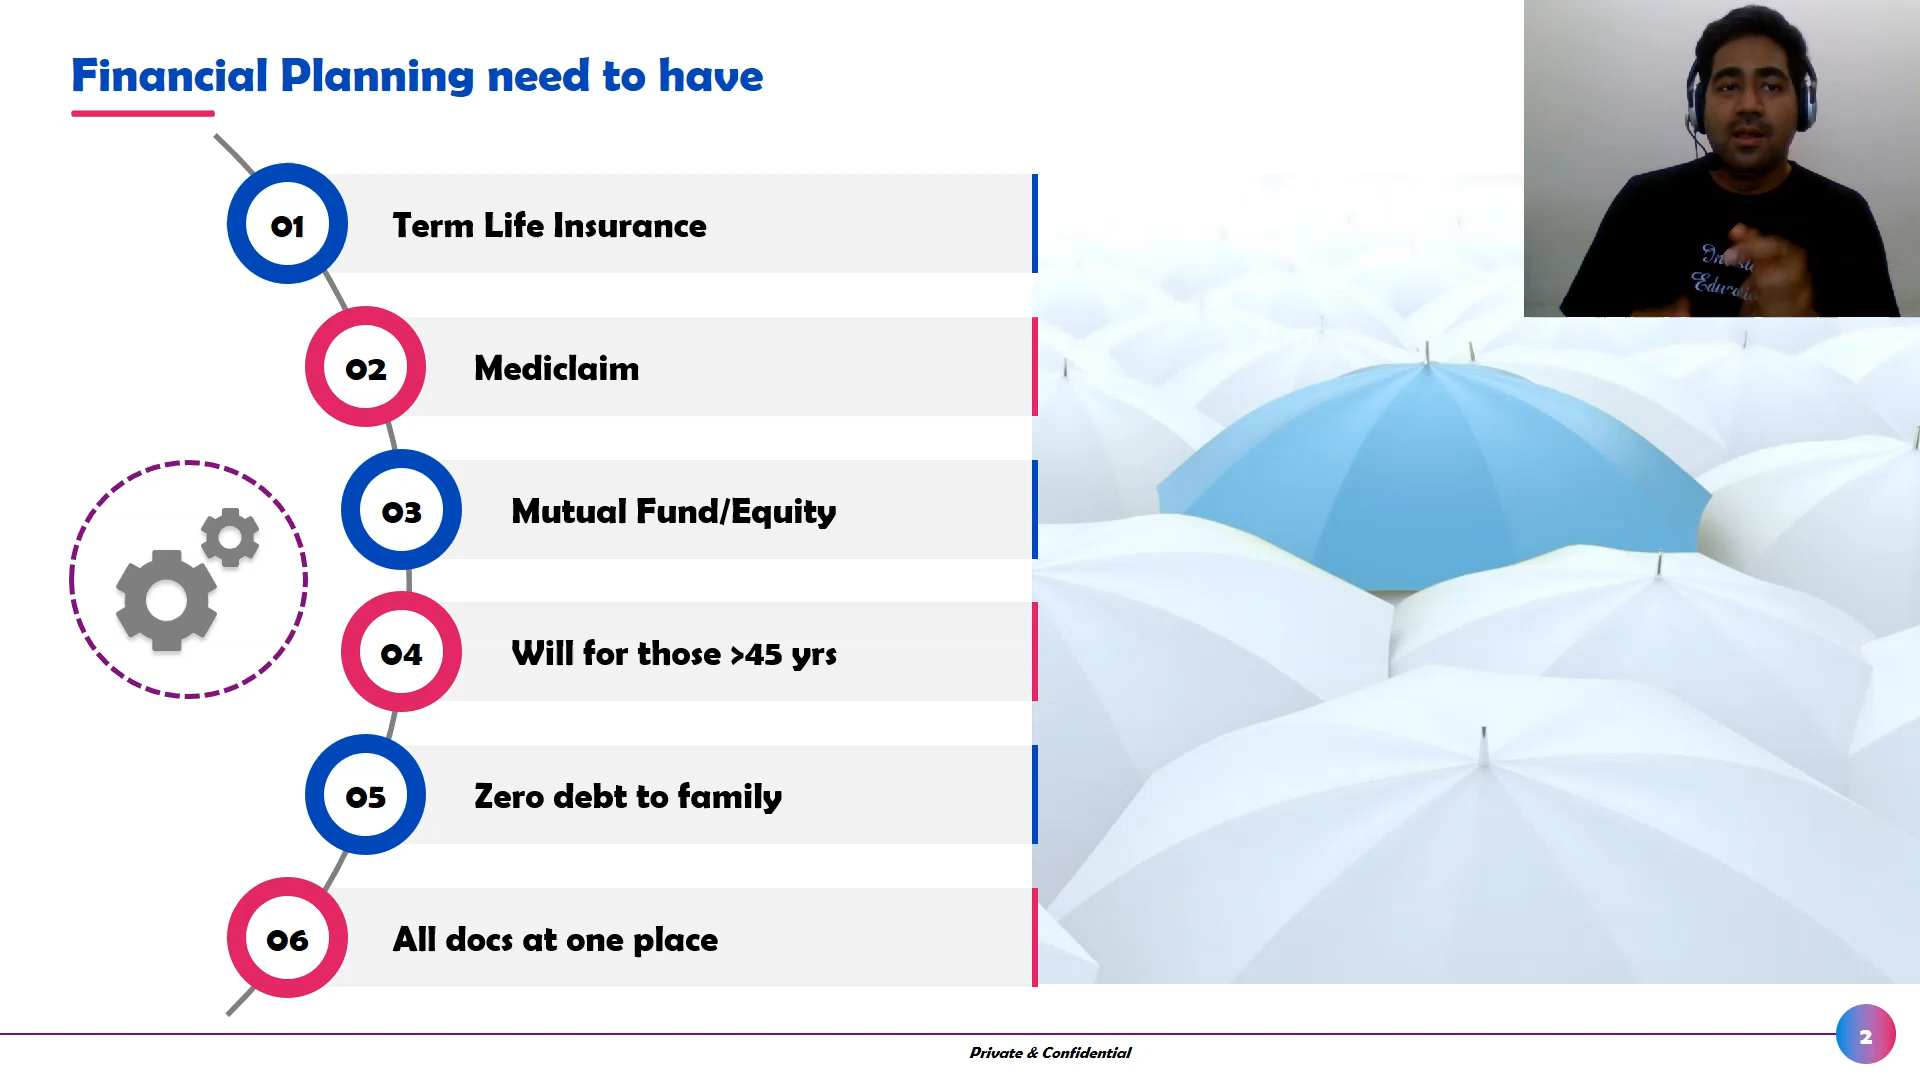 Financial Planning need to have
01
Term Life Insurance
02
Mediclaim
03
Mutual Fund/Equity
04
Will for those >45 yrs
05
Zero debt to family
06
All docs at one place
Private & Confidential
2